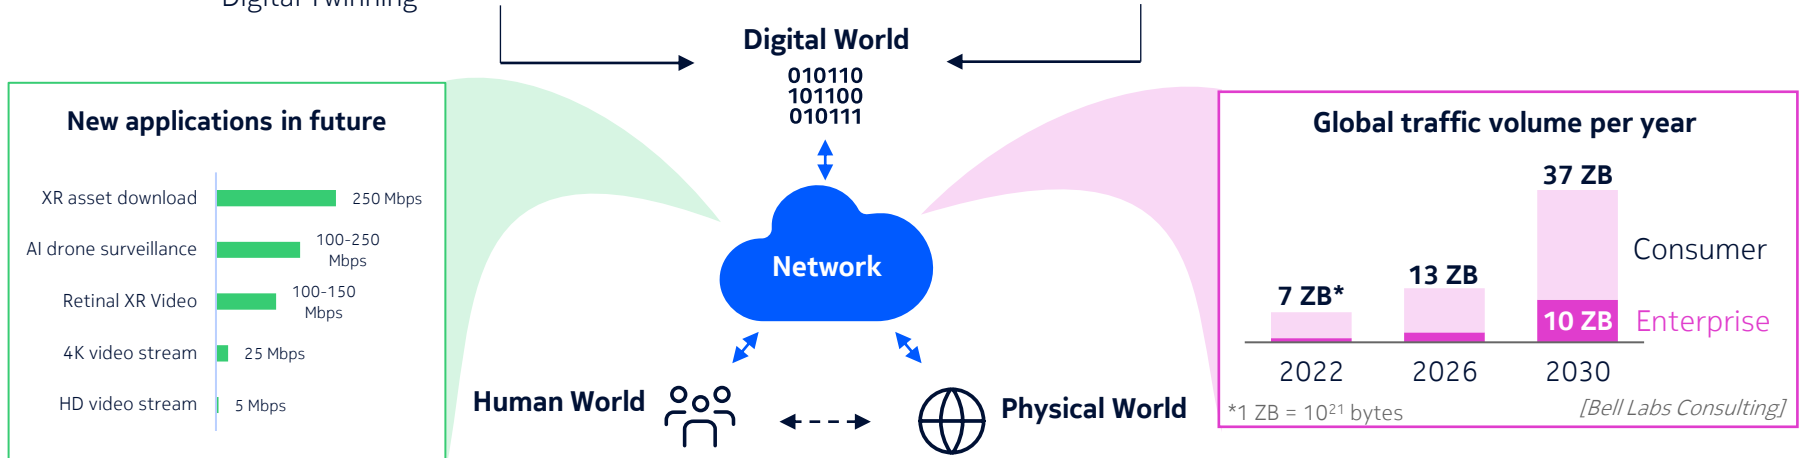 Digital Twinning
Digital World
010110
101100
010111
New applications in future
XR asset download
250 Mbps
AI drone surveillance
100-250
Mbps
Retinal XR Video
100-150
Mbps
4K video stream
25 Mbps
HD video stream
5 Mbps
Network
Human World
Physical World
Global traffic volume per year
37 ZB
Consumer
13 ZB
7 ZB*
10 ZB
Enterprise
2022
2026
2030
*1 ZB = 10²¹ bytes
[Bell Labs Consulting]